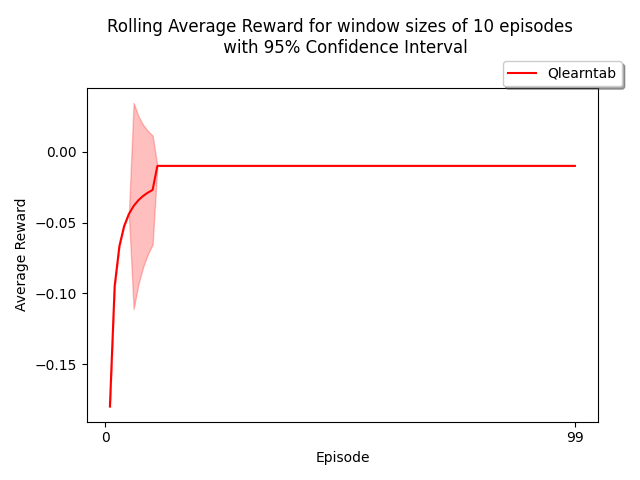 Rolling Average Reward for window sizes of 10 episodes
with 95% Confidence Interval
Qlearntab
0.00
−0.05
−0.10
−0.15
Average Reward
0
99
Episode